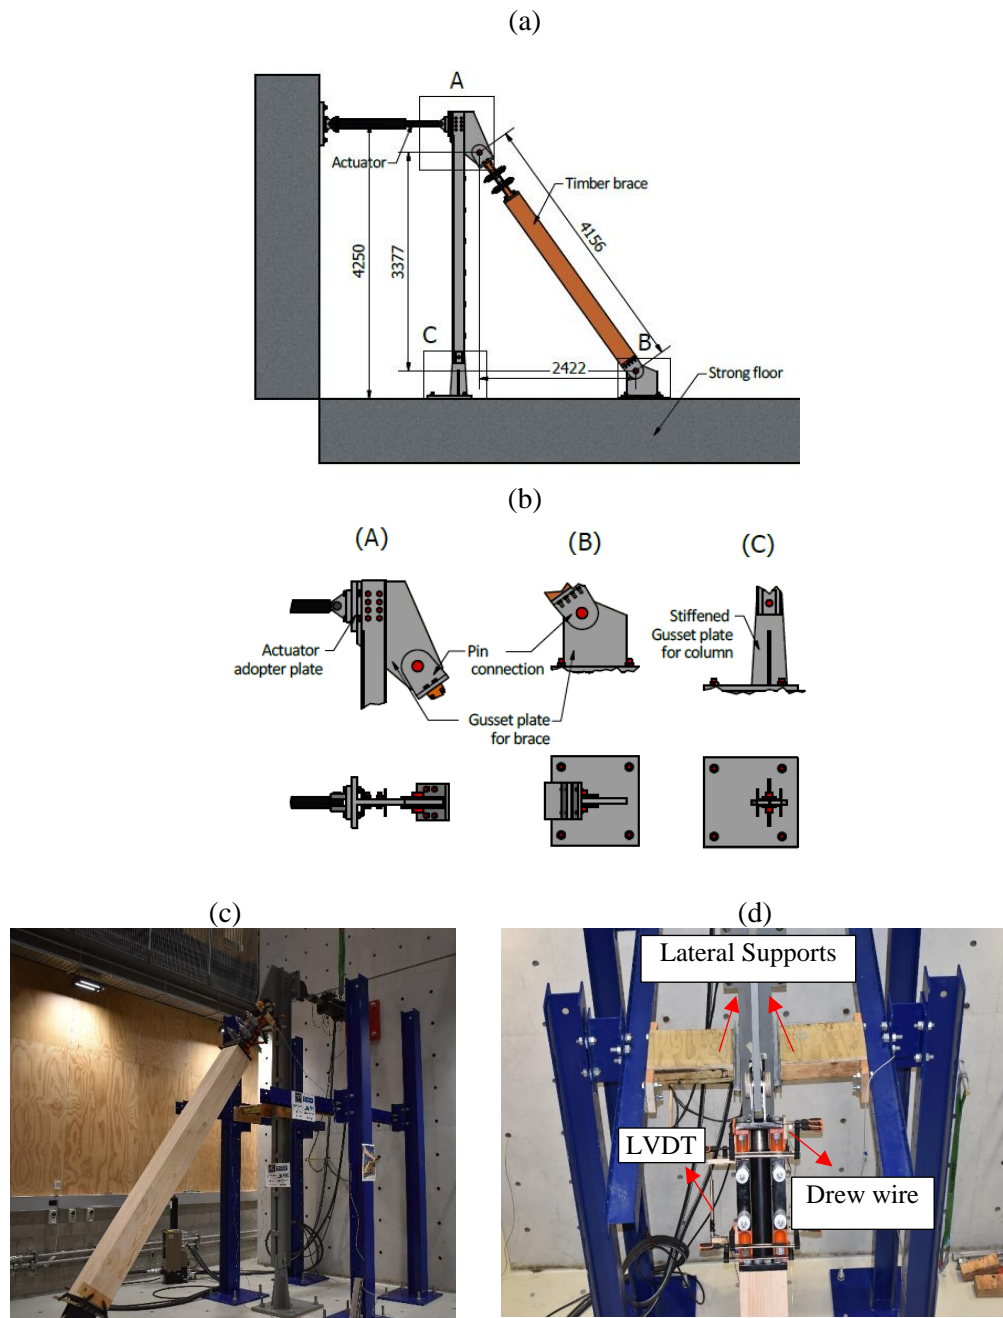 (a)
A
Actuator
Timber brace
4156
4250
3377
C
B
2422
Strong floor
(b)
(A)
(B)
(C)
Actuator
adopter plate
Pin
connection
Stiffened
Gusset plate
for column
Gusset plate
for brace
(c)
(d)
Lateral Supports
LVDT
Drew wire